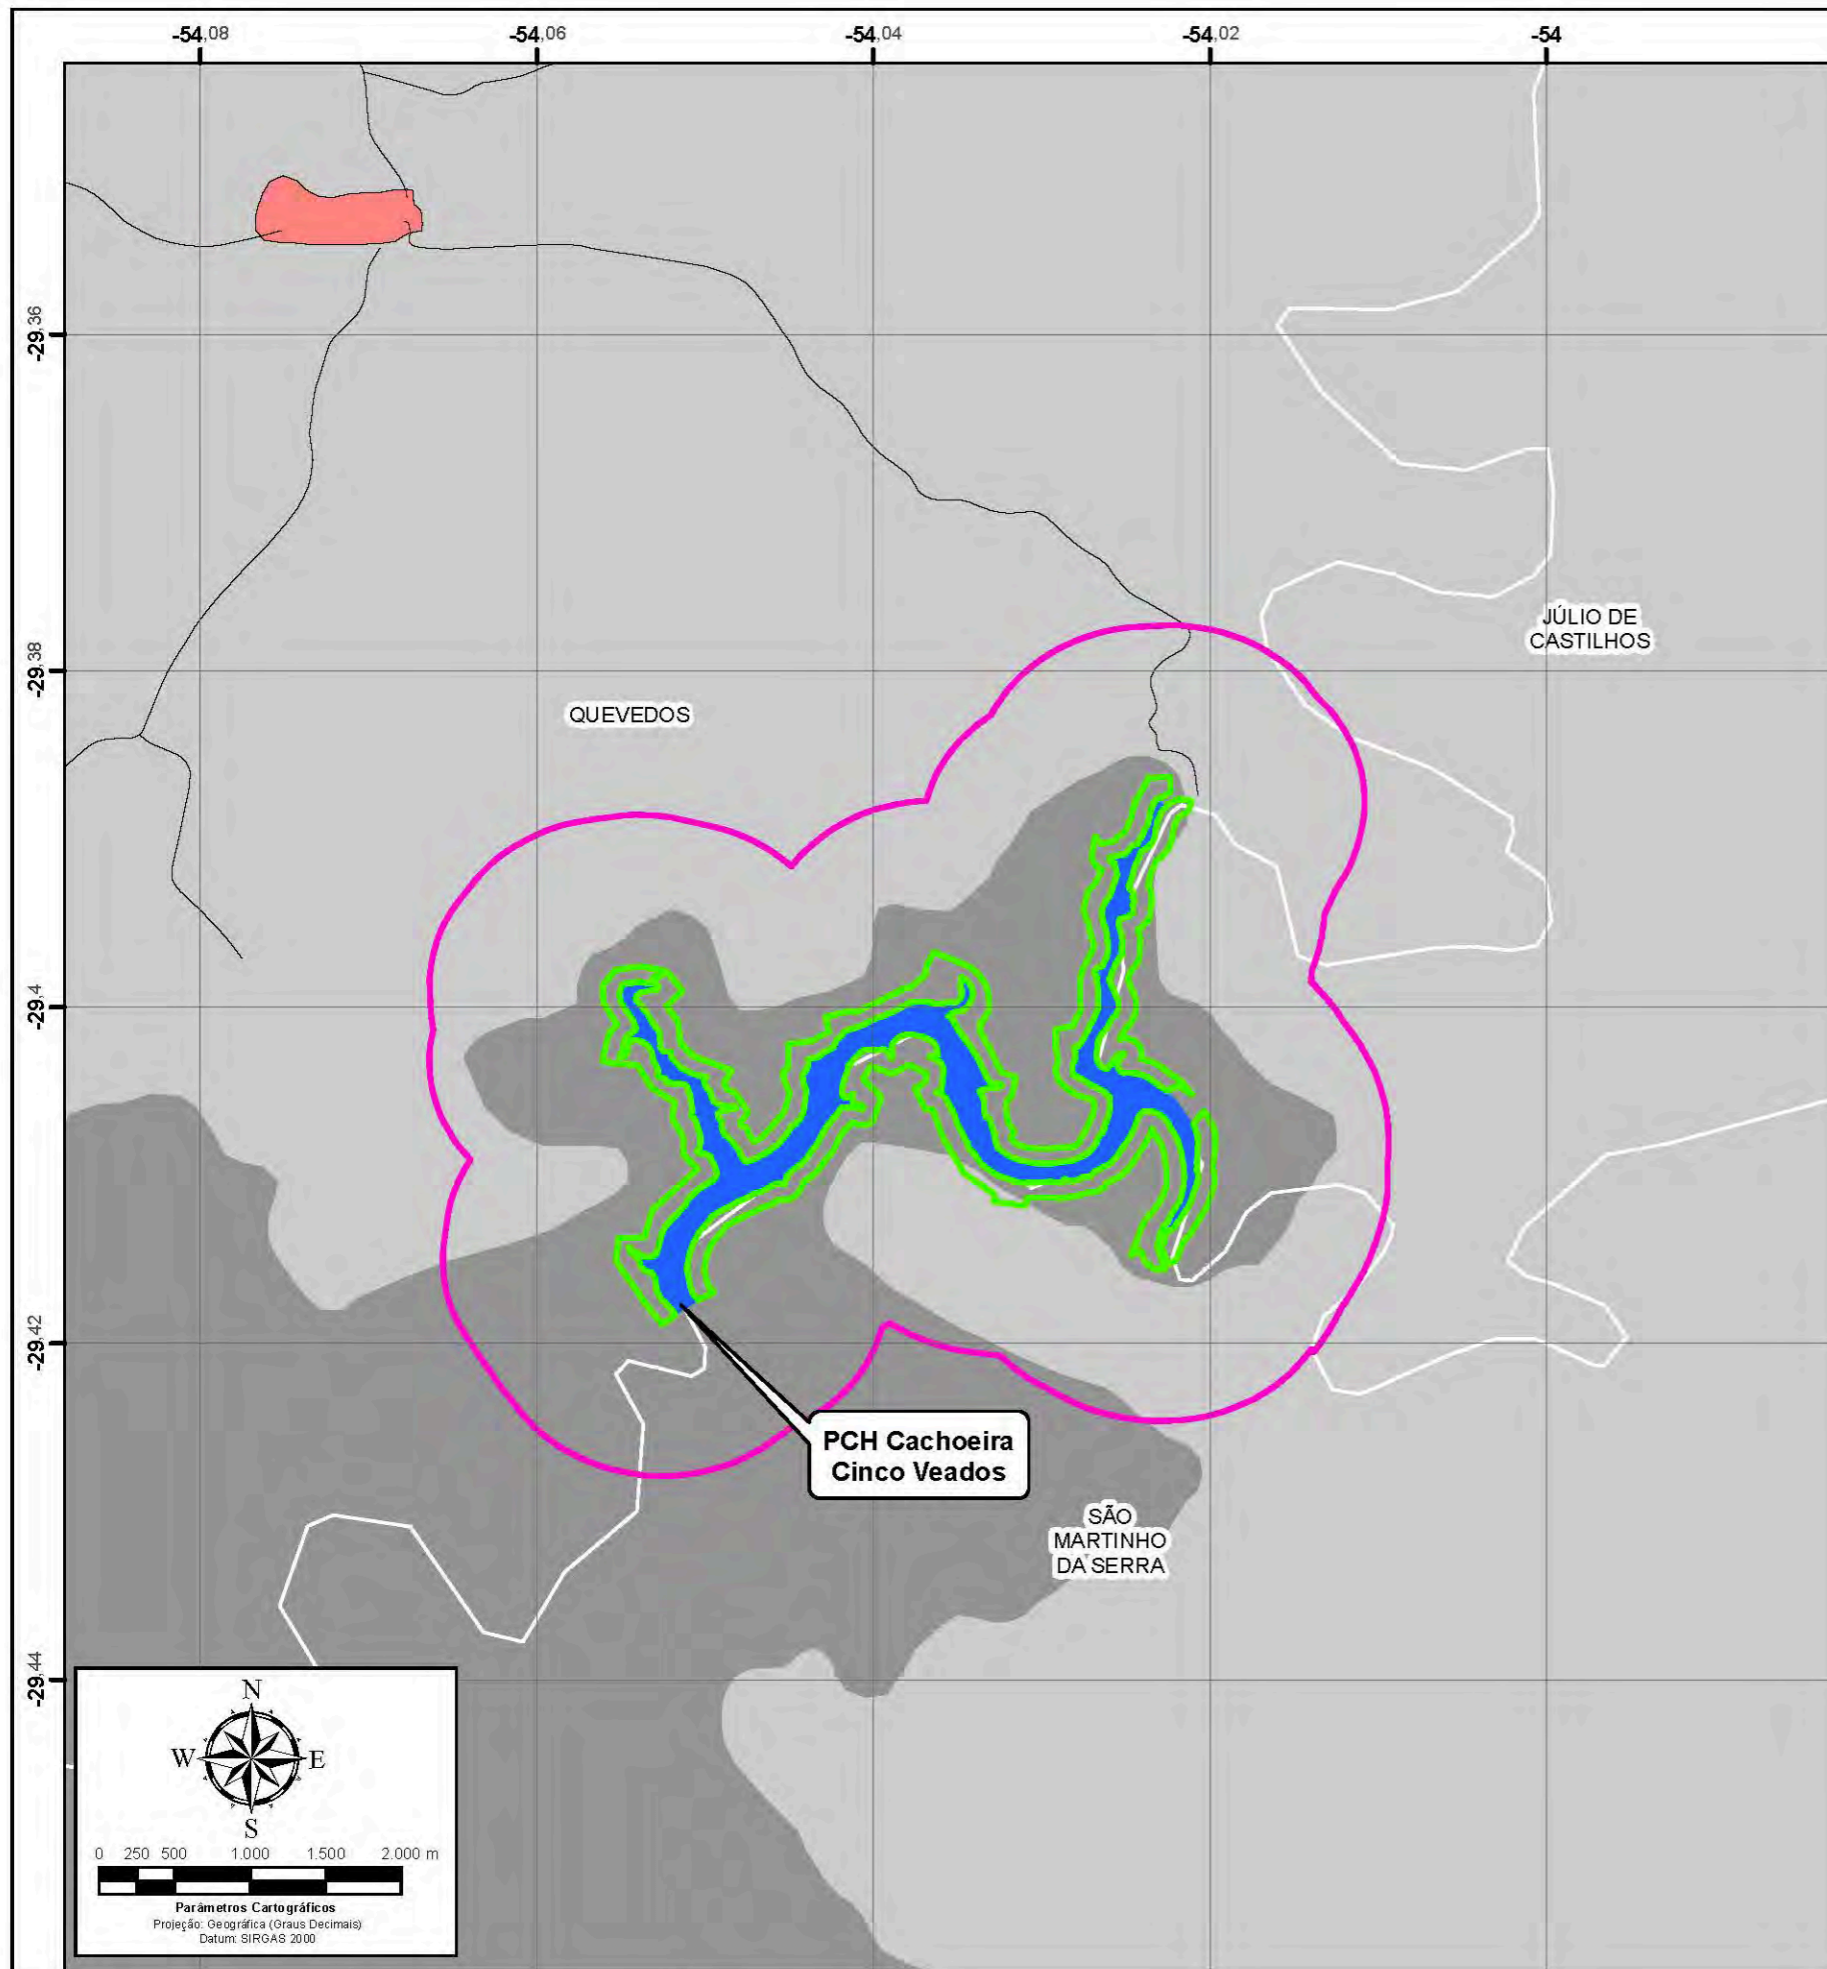 -54,08 -54,06 -54,04 -54,02 -54
-29,36
-29,38
-29,4
-29,42
-29,44
JÚLIO DE
CASTILHOS
QUEVEDOS
PCH Cachoeira
Cinco Veados
SÃO
MARTINHO
DA SERRA
N
W E
S
0 250 500 1.000 1.500 2.000 m
Parâmetros Cartográficos
Projeção: Geográfica (Graus Decimais)
Datum: SIRGAS 2000